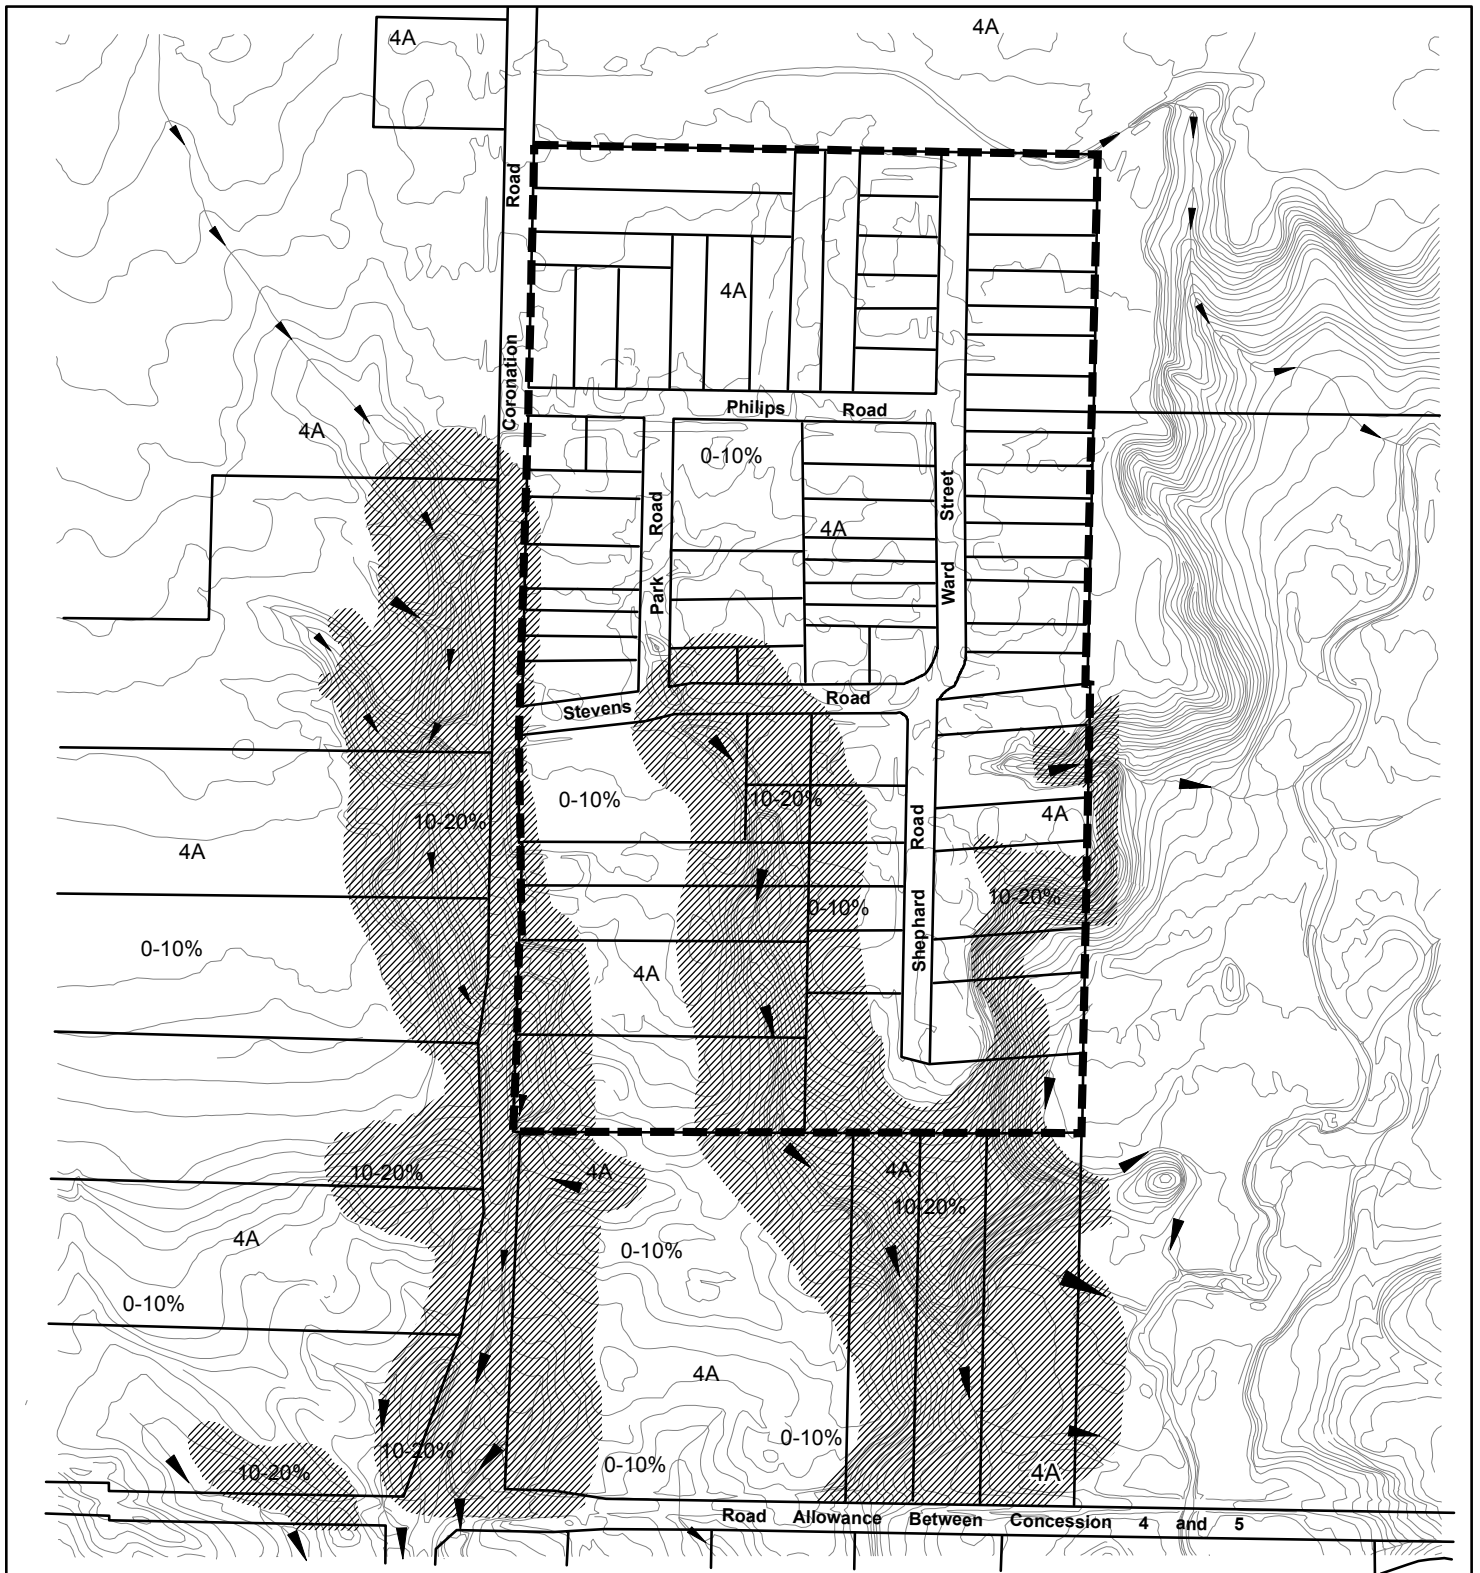 4A
4A
Coronation Road
4A
Philips Road
4A
0-10%
Park Road
Ward Street
4A
Stevens Road
0-10%
10-20%
4A
10-20%
4A
Shephard Road
10-20%
0-10%
0-10%
4A
10-20%
4A
4A
10-20%
4A
0-10%
0-10%
4A
0-10%
10-20%
0-10%
10-20%
4A
Road Allowance Between Concession 4 and 5